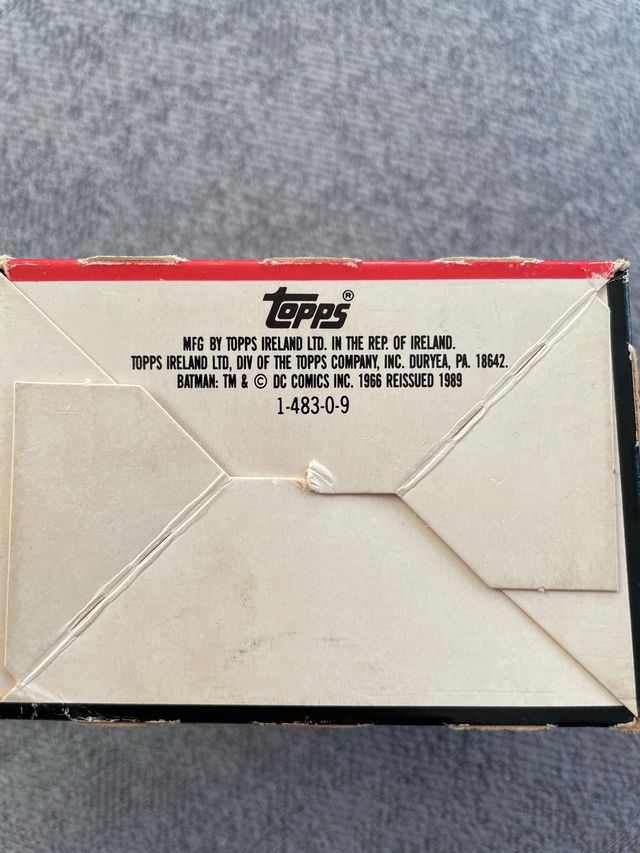 Topps®
MFG BY TOPPS IRELAND LTD. IN THE REP. OF IRELAND.
TOPPS IRELAND LTD, DIV OF THE TOPPS COMPANY, INC. DURYEA, PA. 18642.
BATMAN: TM & © DC COMICS INC. 1966 REISSUED 1989
1-483-0-9